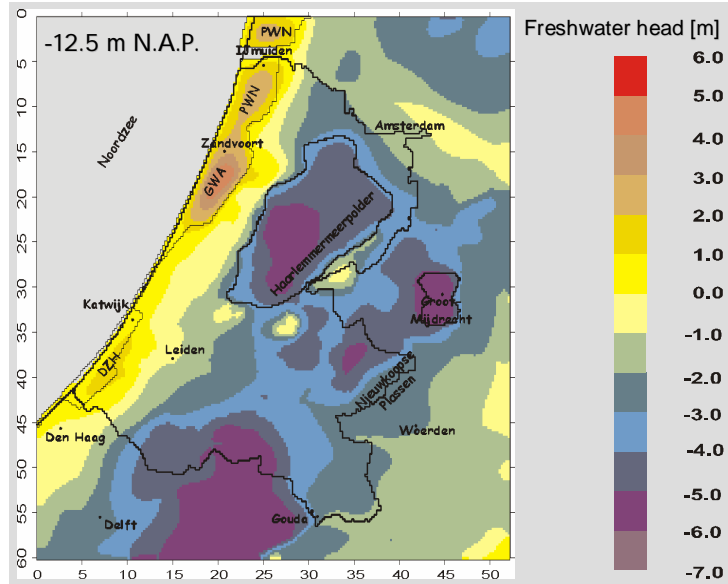 -12.5 m N.A.P.
Freshwater head [m]
PWN
IJmuiden
PWN
Amsterdam
Noordzee
Zandvoort
GWA
Haarlemmermeerpolder
Katwijk
Groot
Mijdrecht
Leiden
DZH
Nieuwkoopse
Plassen
Den Haag
Woerden
Delft
Gouda
0
5
10
15
20
25
30
35
40
45
50
55
60
0 5 10 15 20 25 30 35 40 45 50
6.0
5.0
4.0
3.0
2.0
1.0
0.0
-1.0
-2.0
-3.0
-4.0
-5.0
-6.0
-7.0